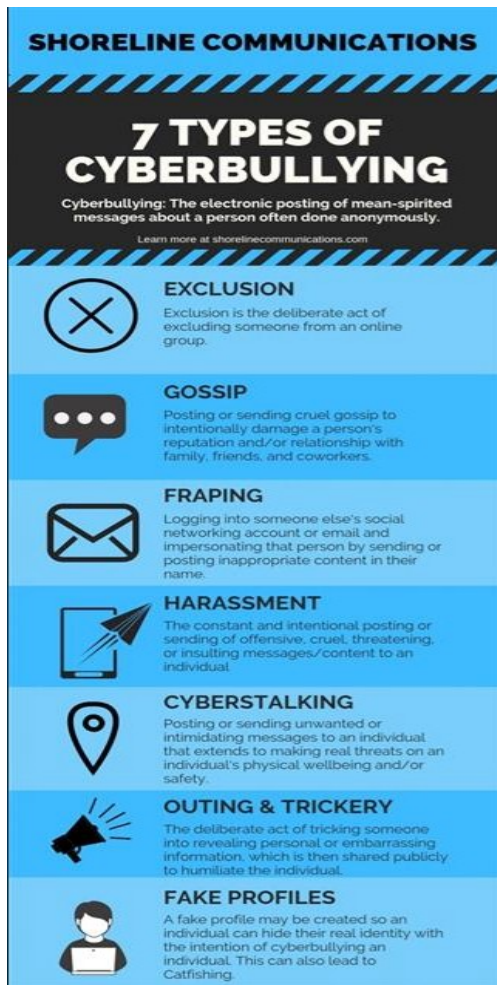 SHORELINE COMMUNICATIONS
7 TYPES OF
CYBERBULLYING
Cyberbullying: The electronic posting of mean-spirited
messages about a person often done anonymously.
Learn more at shorelinecommunications.com
EXCLUSION
Exclusion is the deliberate act of
excluding someone from an online
group.
GOSSIP
Posting or sending cruel gossip to
intentionally damage a person's
reputation and/or relationship with
family, friends, and coworkers.
FRAPING
Logging into someone else's social
networking account or email and
impersonating that person by sending or
posting inappropriate content in their
name.
HARASSMENT
The constant and intentional posting or
sending of offensive, cruel, threatening,
or insulting messages/content to an
individual
CYBERSTALKING
Posting or sending unwanted or
intimidating messages to an individual
that extends to making real threats on an
individual's physical wellbeing and/or
safety.
OUTING & TRICKERY
The deliberate act of tricking someone
into revealing personal or embarrassing
information, which is then shared publicly
to humiliate the individual.
FAKE PROFILES
A fake profile may be created so an
individual can hide their real identity with
the intention of cyberbullying an
individual. This can also lead to
Catfishing.